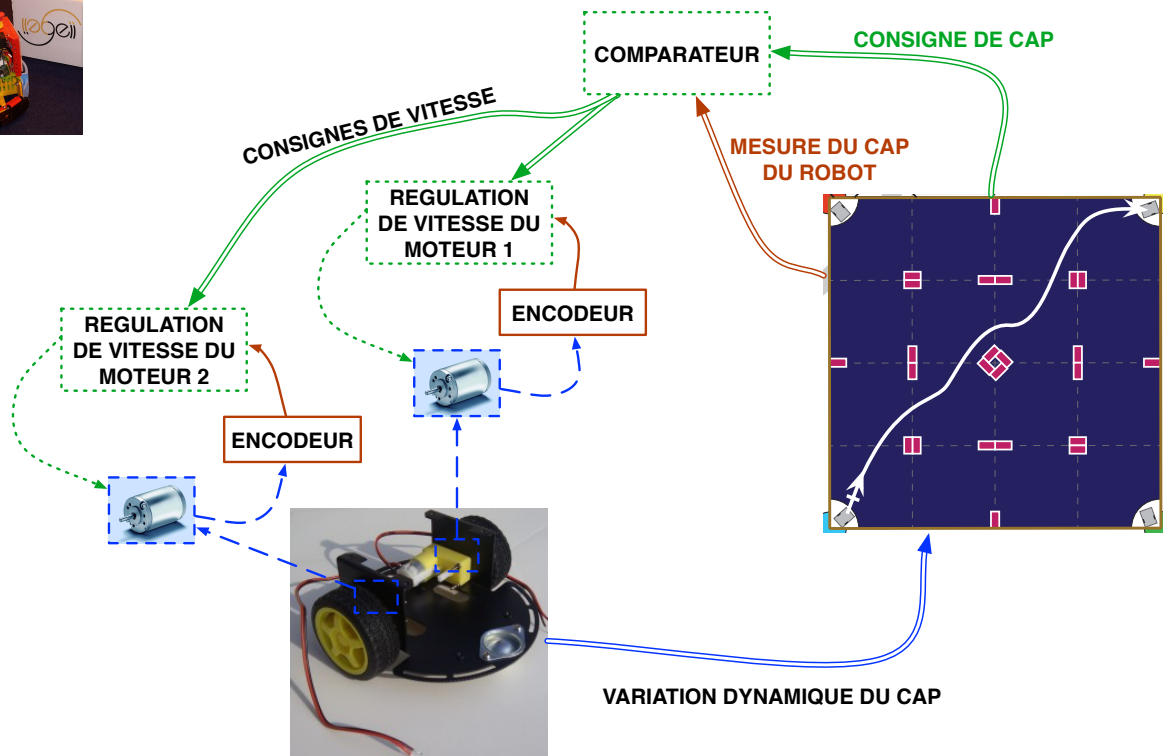 COMPARATEUR
CONSIGNE DE CAP
CONSIGNES DE VITESSE
MESURE DU CAP
DU ROBOT
REGULATION
DE VITESSE DU
MOTEUR 1
ENCODEUR
REGULATION
DE VITESSE DU
MOTEUR 2
ENCODEUR
VARIATION DYNAMIQUE DU CAP